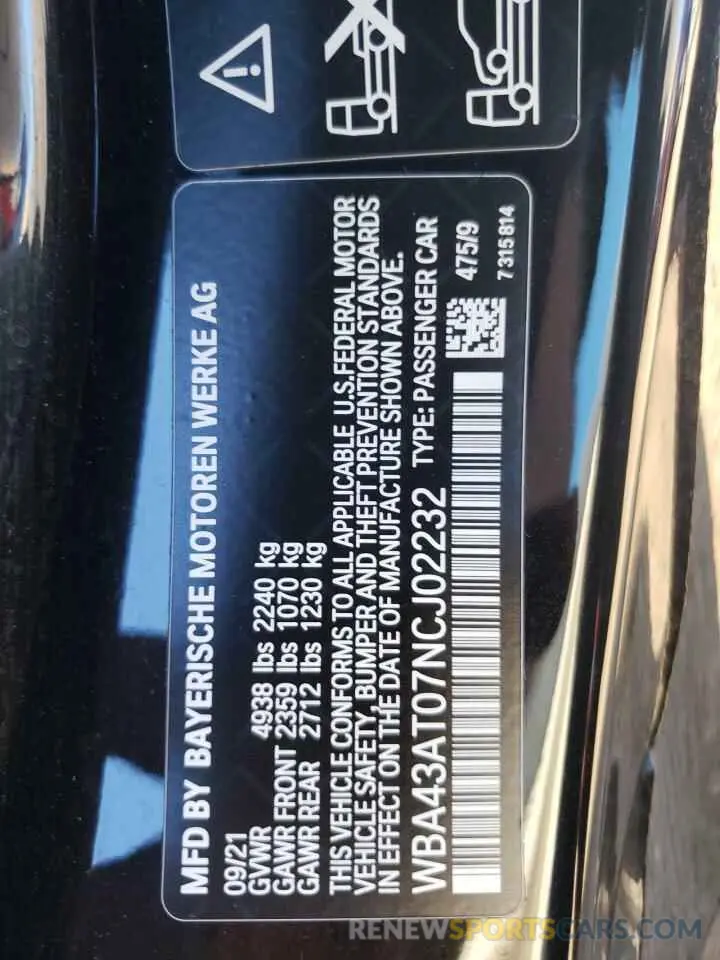 MFD BY BAYERISCHE MOTOREN WERKE AG
09/21
GVWR 4938 lbs 2240 kg
GAWR FRONT 2359 lbs 1070 kg
GAWR REAR 2712 lbs 1230 kg
THIS VEHICLE CONFORMS TO ALL APPLICABLE U.S.FEDERAL MOTOR
VEHICLE SAFETY, BUMPER AND THEFT PREVENTION STANDARDS
IN EFFECT ON THE DATE OF MANUFACTURE SHOWN ABOVE.
WBA43AT07NCJ02232 TYPE: PASSENGER CAR
475/9
7315814
RENEWSPORTSCARS.COM